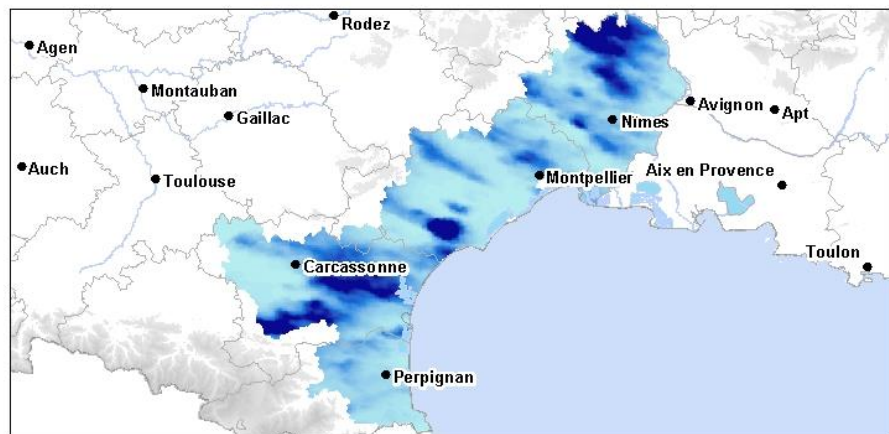 Rodez
Agen
Montauban
Avignon
Gaillac
Apt
Nîmes
Auch
Toulouse
Montpellier
Aix en Provence
Carcassonne
Toulon
Perpignan